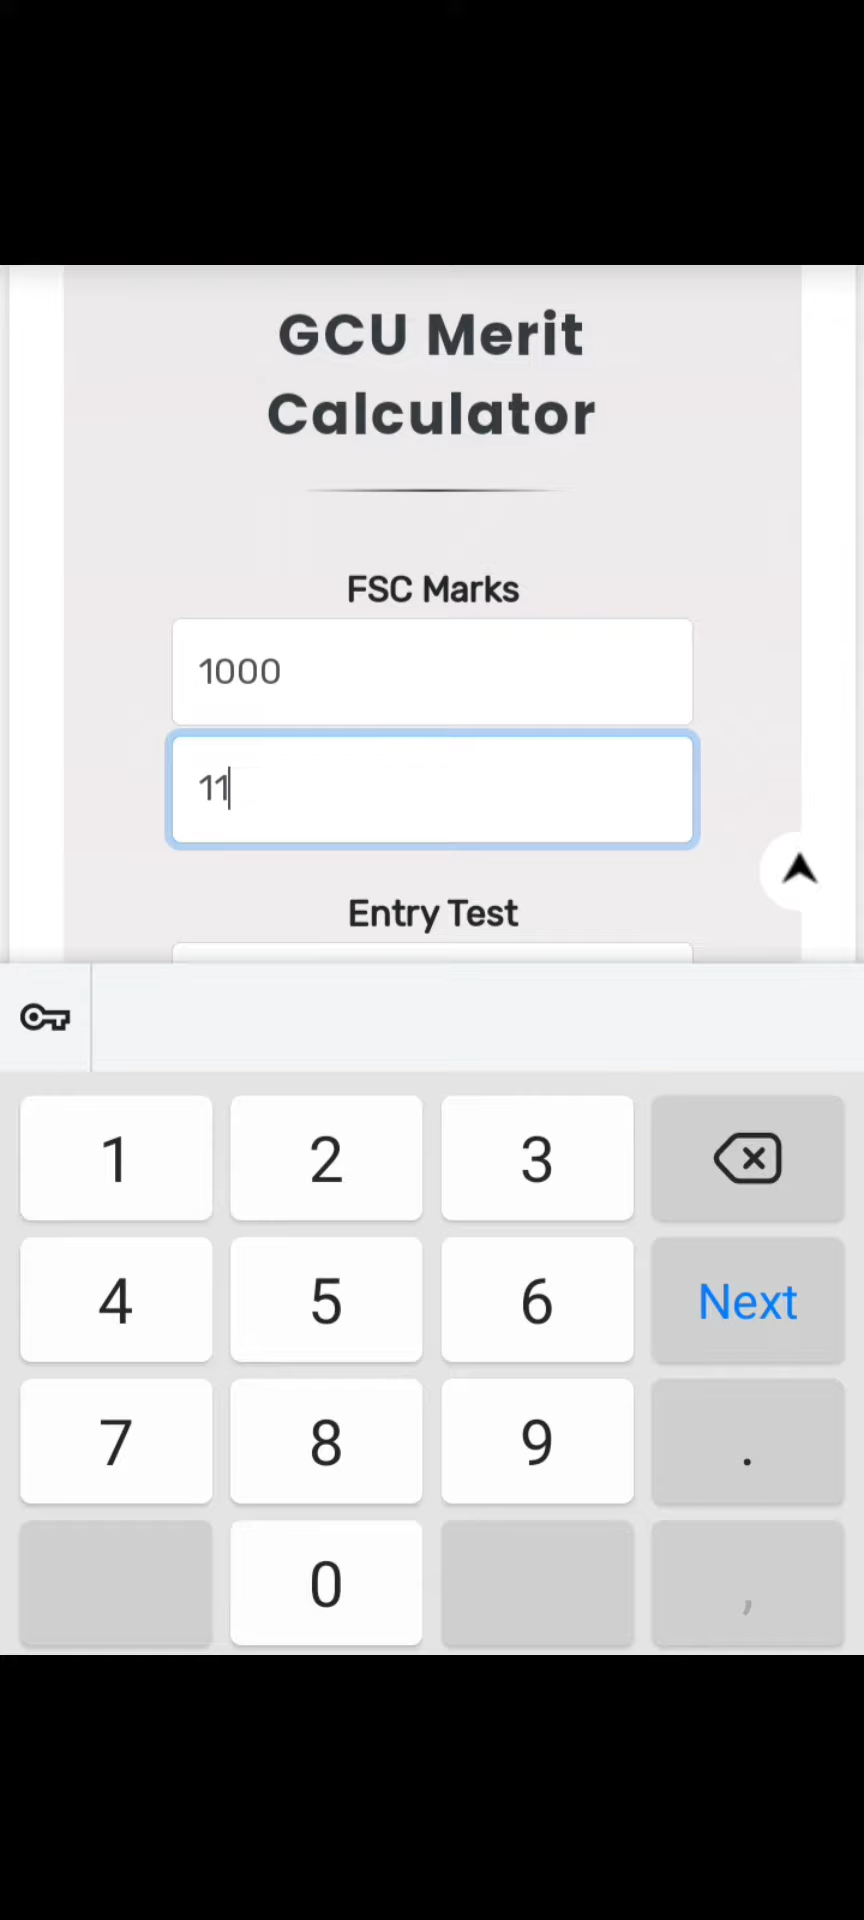 GCU Merit
Calculator
FSC Marks
1000
11
Entry Test
1 2 3
4 5 6 Next
7 8 9 .
0 ,